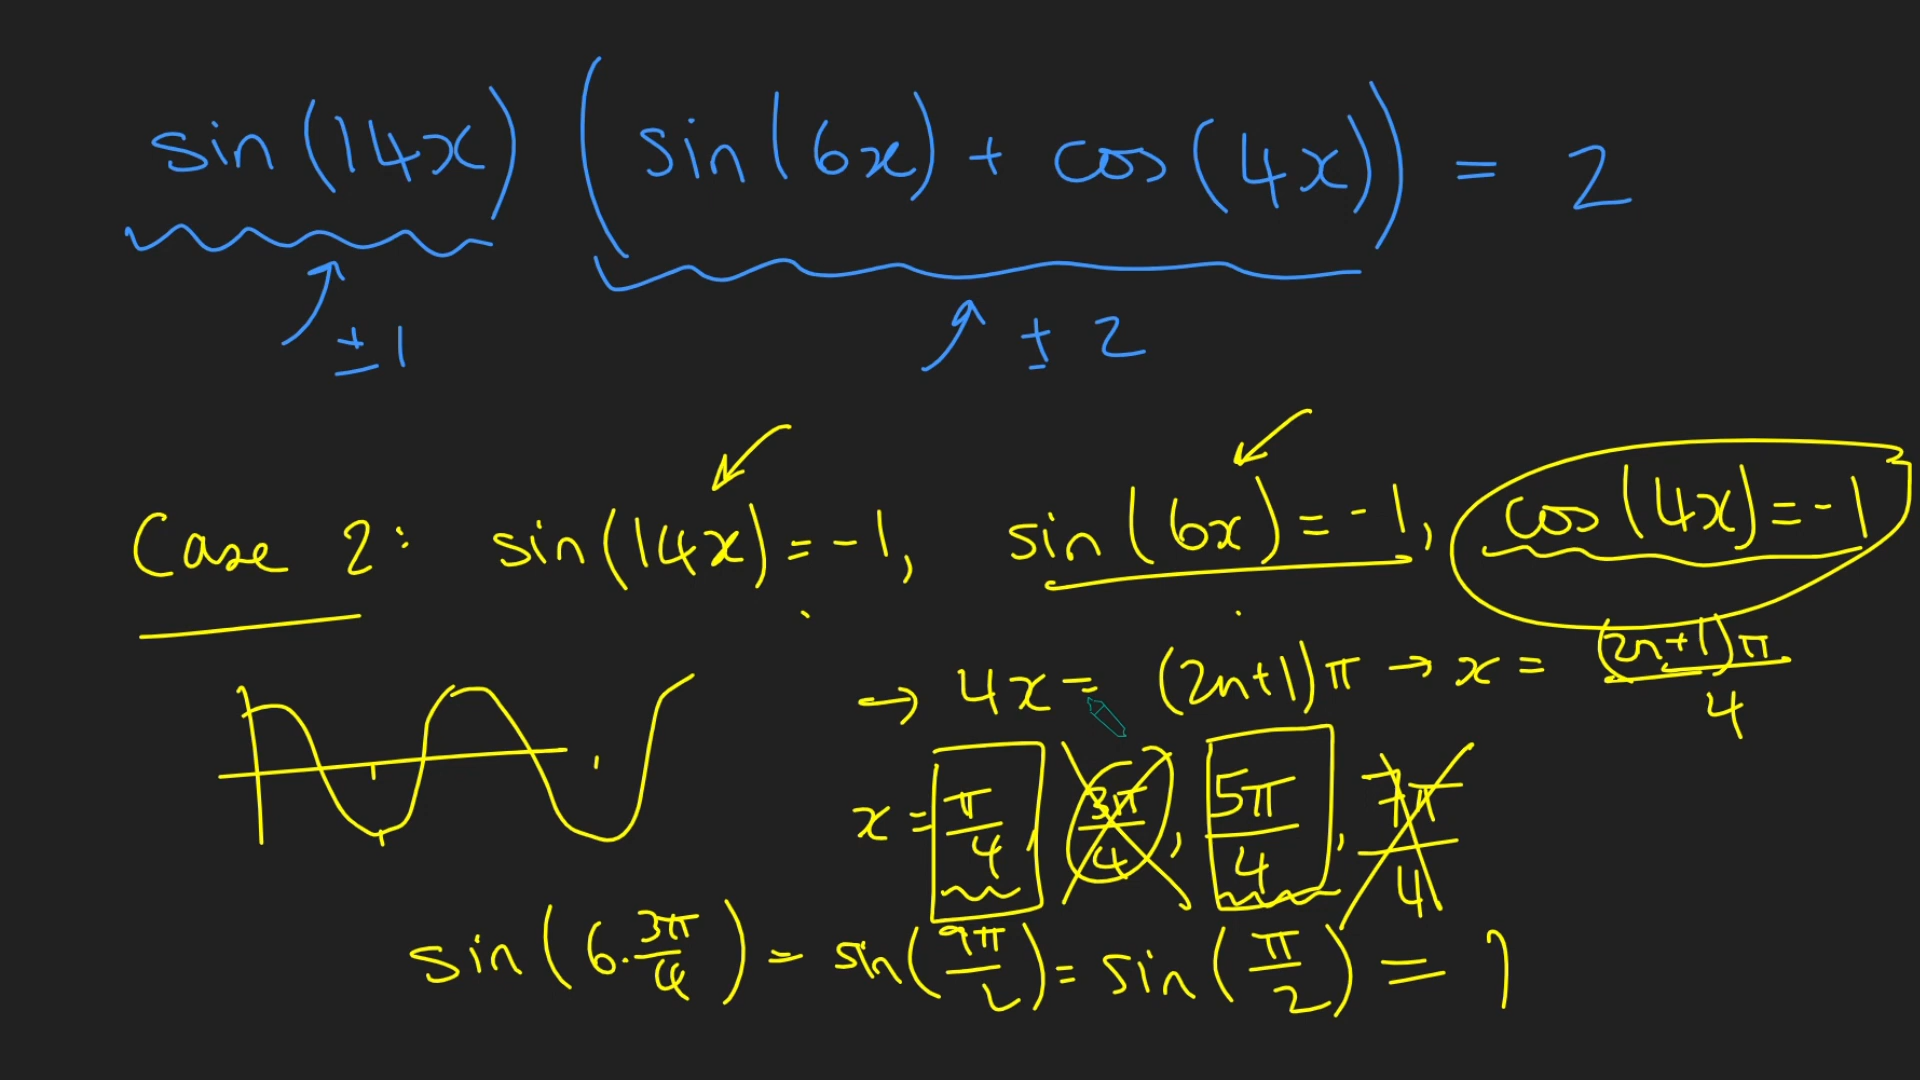 sin(14x) (sin(6x) + cos(4x)) = 2
±1 ± 2
Case 2: sin(14x) = -1, sin(6x) = -1, cos(4x) = -1
→ 4x = (2n+1)π → x = (2n+1)π/4
x = π/4, 3π/4, 5π/4, 7π/4
sin(6·3π/4) = sin(9π/2) = sin(π/2) = 1